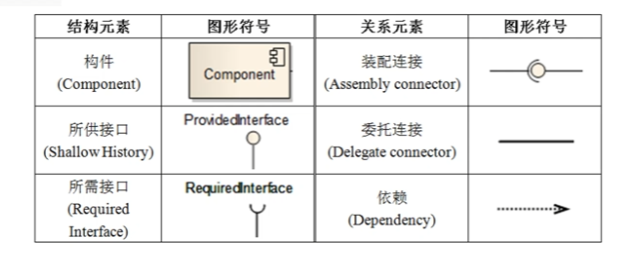 结构元素 图形符号 关系元素 图形符号
构件
(Component)
Component
装配连接
(Assembly connector)
所供接口
(Shallow History)
ProvidedInterface
委托连接
(Delegate connector)
所需接口
(Required
Interface)
RequiredInterface
依赖
(Dependency)